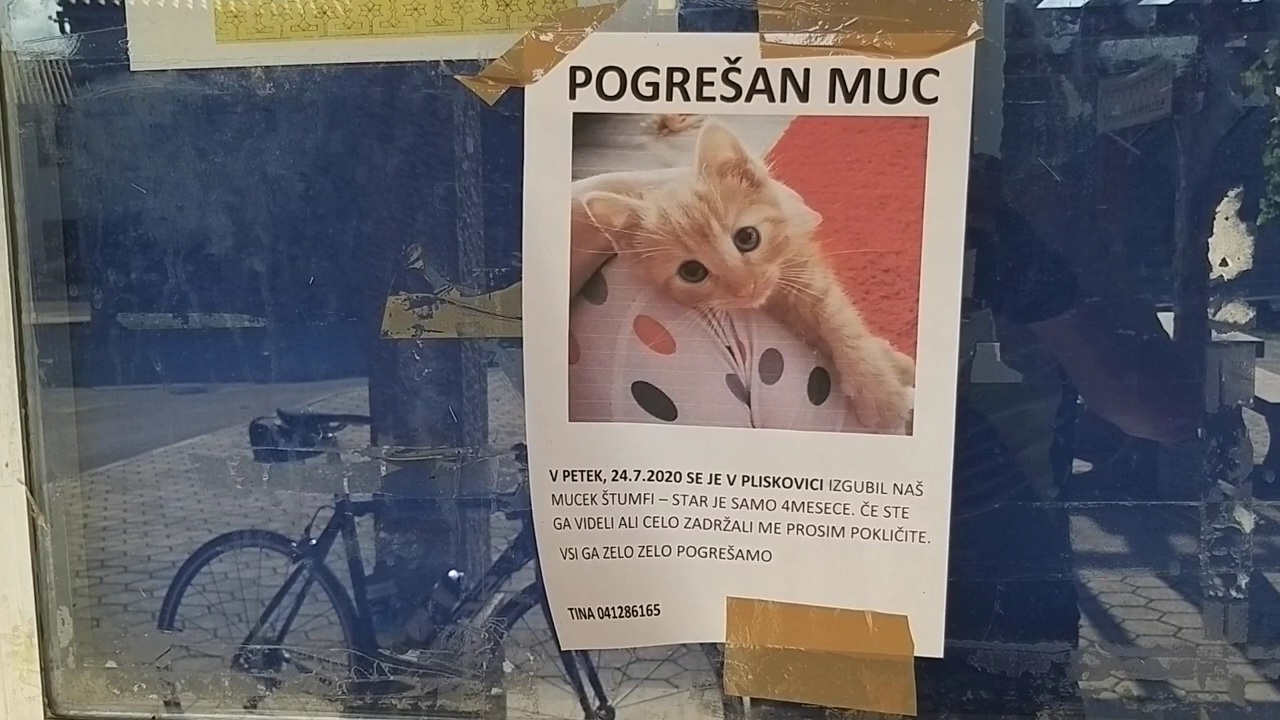 POGREŠAN MUC
V PETEK, 24.7.2020 SE JE V PLISKOVICI IZGUBIL NAŠ
MUCEK ŠTUMFI – STAR JE SAMO 4MESECE. ČE STE
GA VIDELI ALI CELO ZADRŽALI ME PROSIM POKLIČITE.
VSI GA ZELO ZELO POGREŠAMO
TINA 041286165